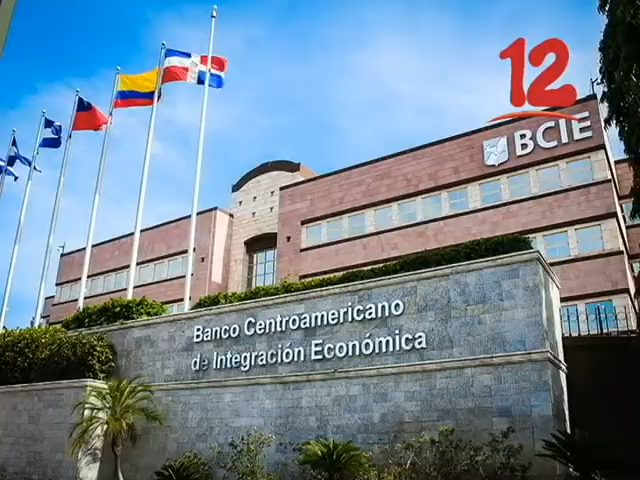 12
BCIE
Banco Centroamericano
de Integración Económica